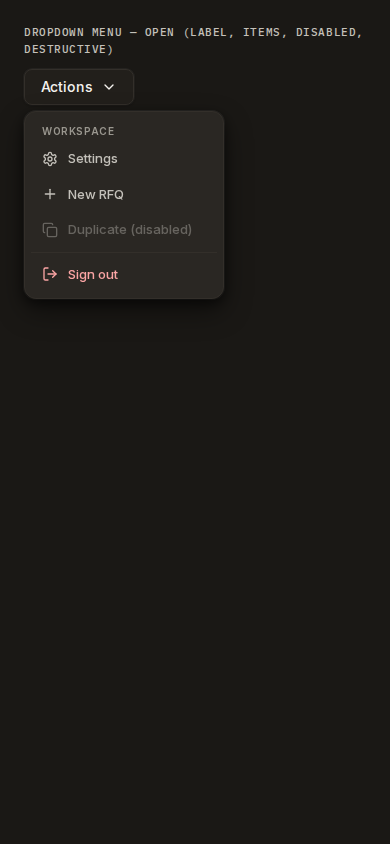 DROPDOWN MENU — OPEN (LABEL, ITEMS, DISABLED,
DESTRUCTIVE)
Actions
WORKSPACE
Settings
New RFQ
Duplicate (disabled)
Sign out